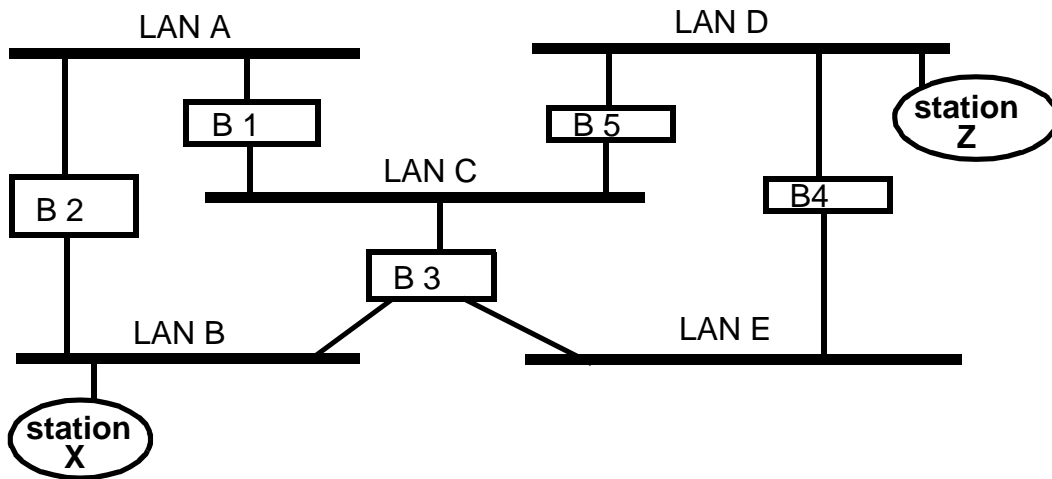 LAN A
LAN D
B 1
B 5
station
Z
LAN C
B 2
B4
B 3
LAN B
LAN E
station
X